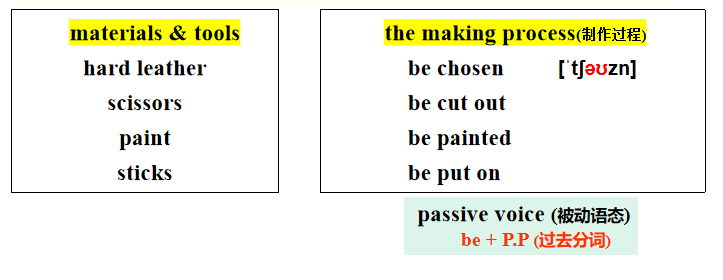 materials & tools
hard leather
scissors
paint
sticks
the making process(制作过程)
be chosen [ˈtʃəʊzn]
be cut out
be painted
be put on
passive voice (被动语态)
be + P.P (过去分词)